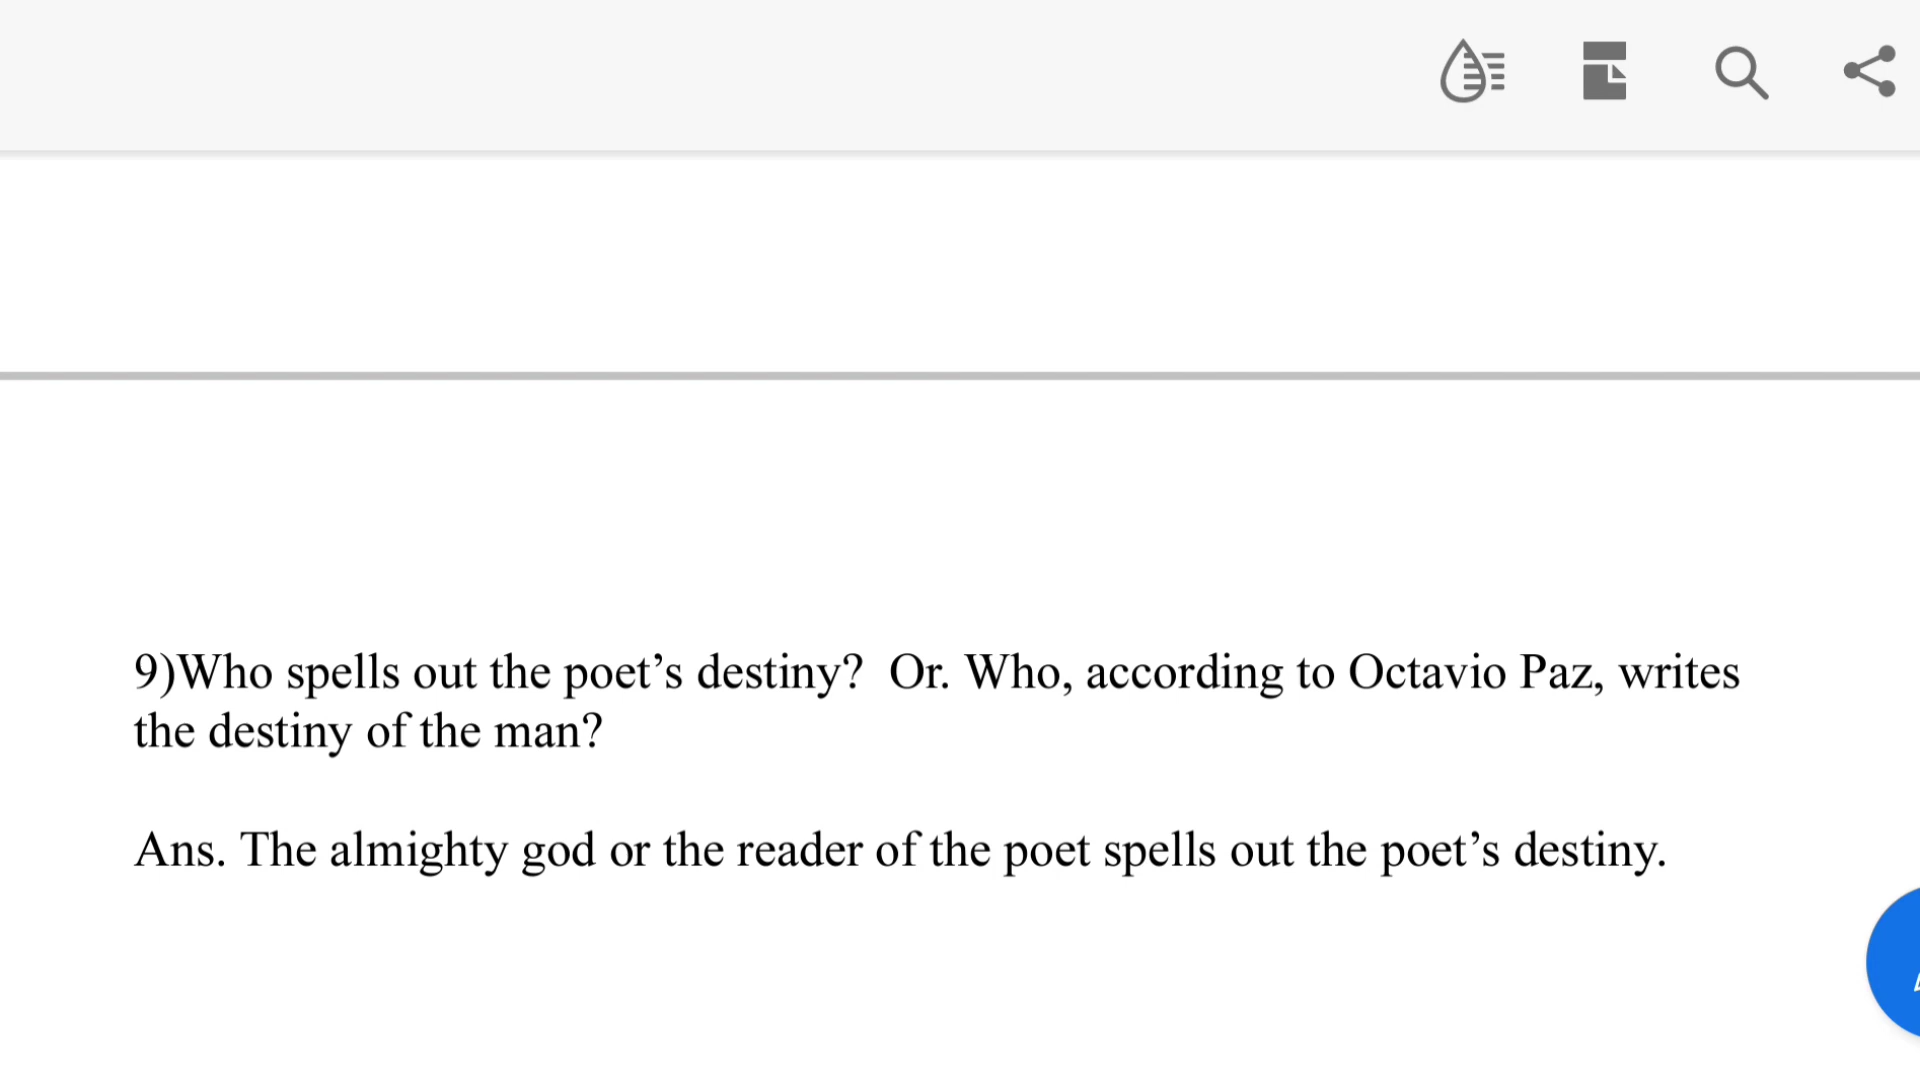 9)Who spells out the poet’s destiny?  Or. Who, according to Octavio Paz, writes
the destiny of the man?
Ans. The almighty god or the reader of the poet spells out the poet’s destiny.